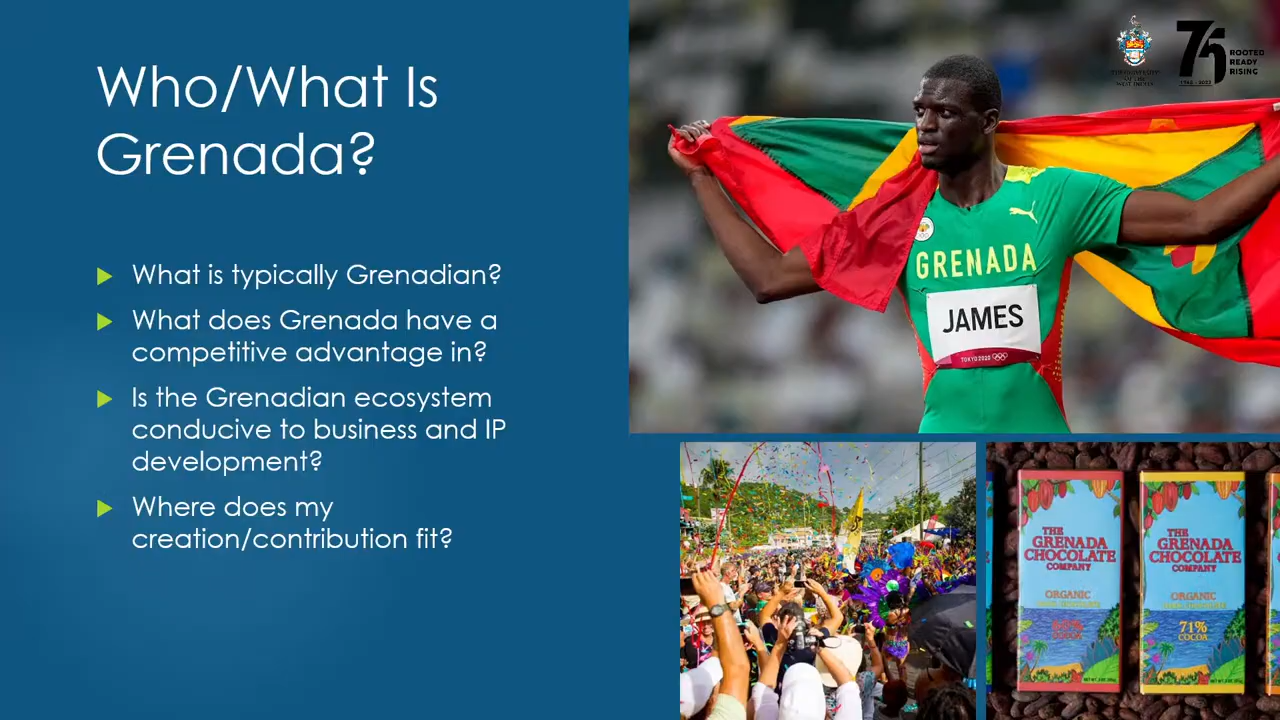 Who/What Is
Grenada?
What is typically Grenadian?
What does Grenada have a
competitive advantage in?
Is the Grenadian ecosystem
conducive to business and IP
development?
Where does my
creation/contribution fit?
75
ROOTED
READY
RISING
GRENADA
JAMES
TOKYO 2020
THE
GRENADA
CHOCOLATE
COMPANY
ORGANIC
COCOA
THE
GRENADA
CHOCOLATE
COMPANY
ORGANIC
71%
COCOA